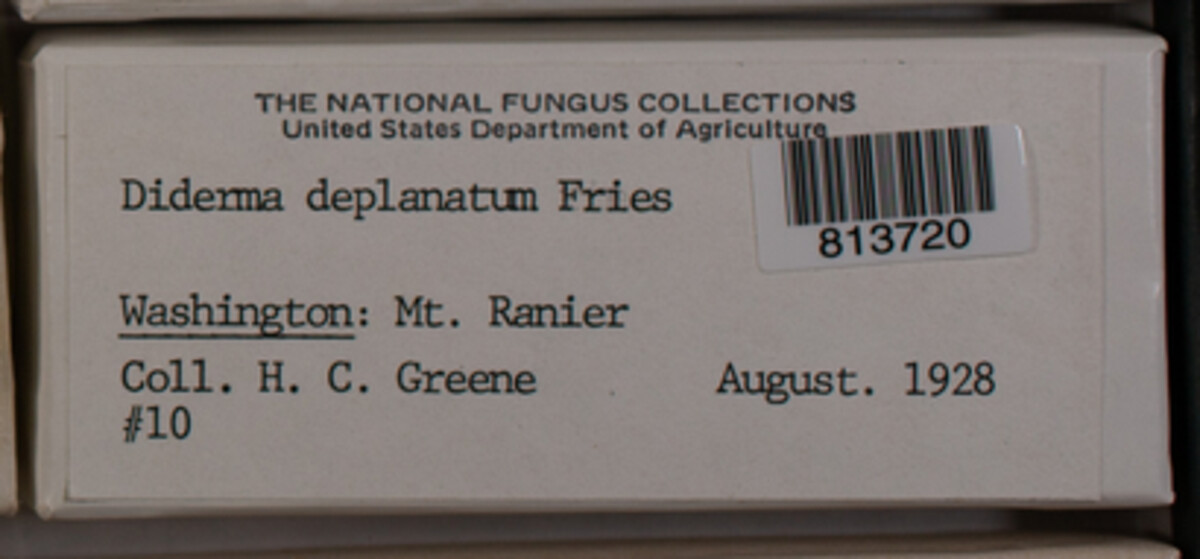 THE NATIONAL FUNGUS COLLECTIONS
United States Department of Agriculture
Diderma deplanatum Fries
813720
Washington: Mt. Ranier
Coll. H. C. Greene August. 1928
#10